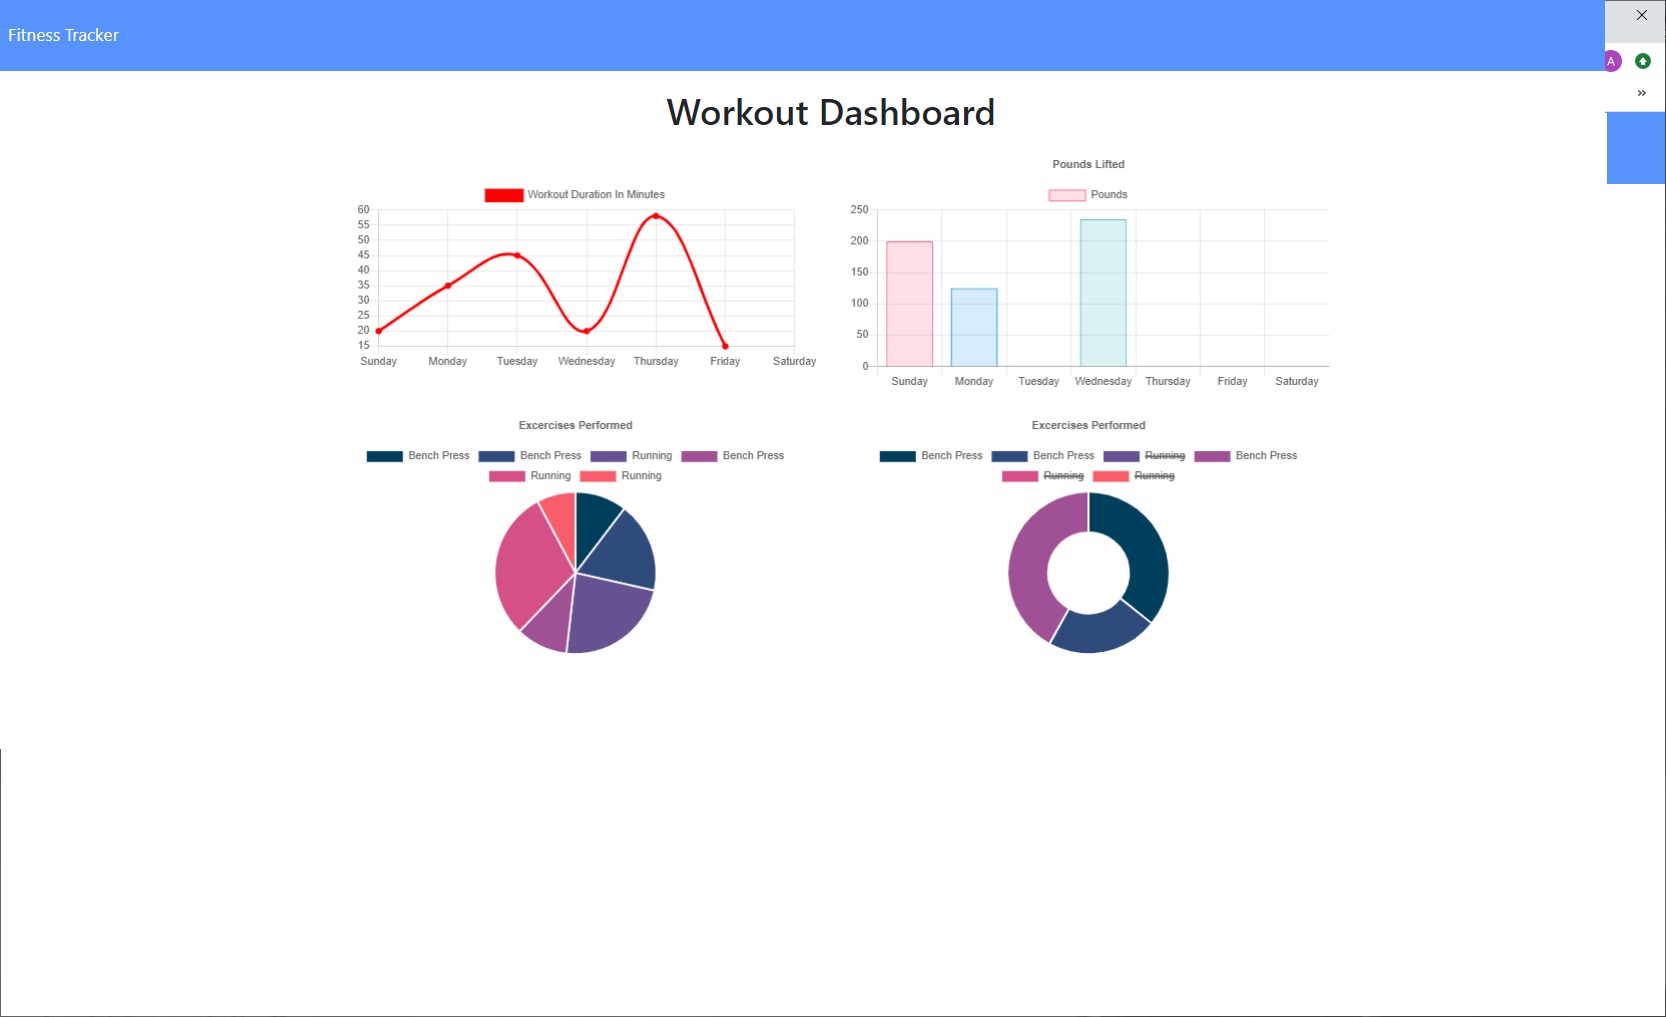 Fitness Tracker
A
»
Workout Dashboard
Workout Duration In Minutes
60
55
50
45
40
35
30
25
20
15
Sunday Monday Tuesday Wednesday Thursday Friday Saturday
Pounds Lifted
Pounds
250
200
150
100
50
0
Sunday Monday Tuesday Wednesday Thursday Friday Saturday
Excercises Performed
Bench Press Bench Press Running Bench Press
Running Running
Excercises Performed
Bench Press Bench Press Running Bench Press
Running Running